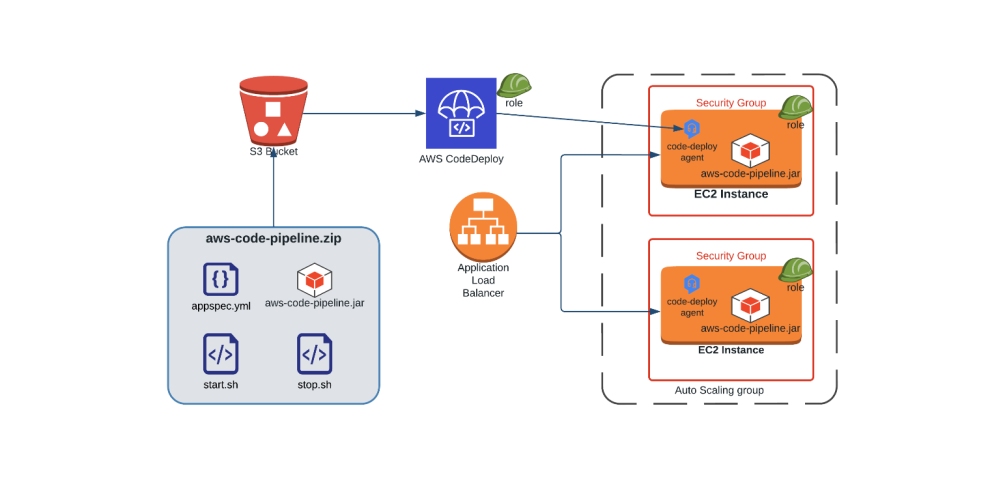 S3 Bucket
role
AWS CodeDeploy
Security Group
role
code-deploy
agent
aws-code-pipeline.jar
EC2 Instance
aws-code-pipeline.zip
appspec.yml
aws-code-pipeline.jar
start.sh
stop.sh
Application
Load
Balancer
Security Group
role
code-deploy
agent
aws-code-pipeline.jar
EC2 Instance
Auto Scaling group